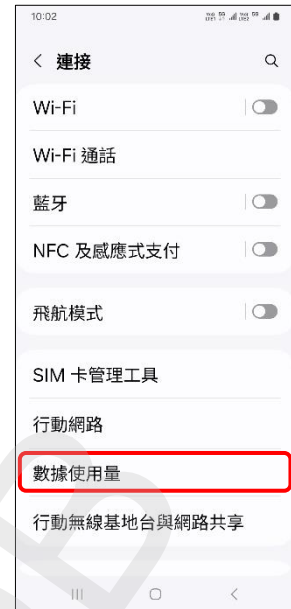 10:02
連接
Wi-Fi
Wi-Fi 通話
藍牙
NFC 及感應式支付
飛航模式
SIM 卡管理工具
行動網路
數據使用量
行動無線基地台與網路共享